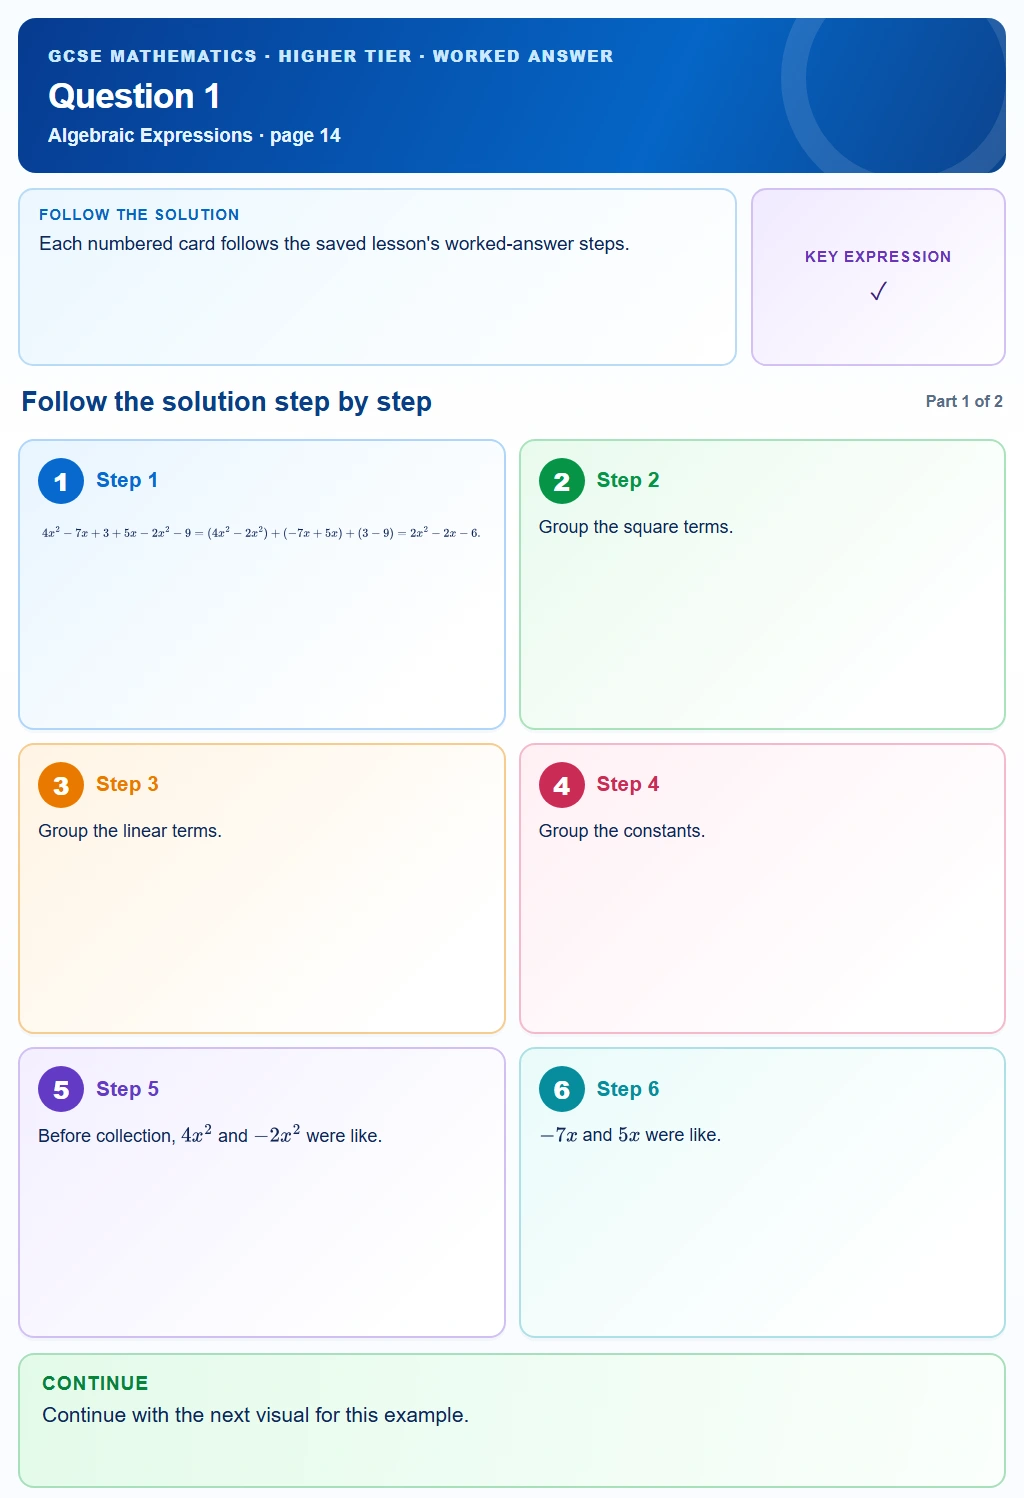 GCSE MATHEMATICS · HIGHER TIER · WORKED ANSWER
Question 1
Algebraic Expressions · page 14
FOLLOW THE SOLUTION
Each numbered card follows the saved lesson's worked-answer steps.
KEY EXPRESSION
✓
Follow the solution step by step
Part 1 of 2
1 Step 1
4x² − 7x + 3 + 5x − 2x² − 9 = (4x² − 2x²) + (−7x + 5x) + (3 − 9) = 2x² − 2x − 6.
2 Step 2
Group the square terms.
3 Step 3
Group the linear terms.
4 Step 4
Group the constants.
5 Step 5
Before collection, 4x² and −2x² were like.
6 Step 6
−7x and 5x were like.
CONTINUE
Continue with the next visual for this example.